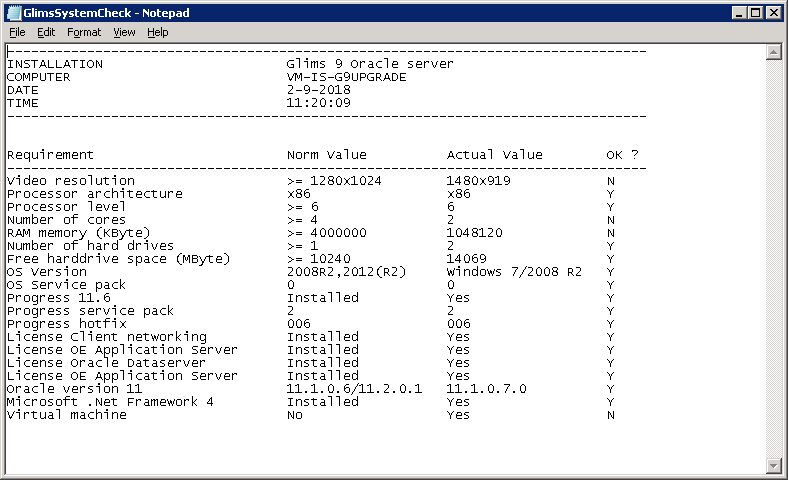 GlimsSystemCheck - Notepad
File Edit Format View Help
--------------------------------------------------------------------------------
INSTALLATION Glims 9 Oracle server
COMPUTER VM-IS-G9UPGRADE
DATE 2-9-2018
TIME 11:20:09
--------------------------------------------------------------------------------
Requirement Norm Value Actual Value OK ?
--------------------------------------------------------------------------------
Video resolution >= 1280x1024 1480x919 N
Processor architecture x86 x86 Y
Processor level >= 6 6 Y
Number of cores >= 4 2 N
RAM memory (KByte) >= 4000000 1048120 N
Number of hard drives >= 1 2 Y
Free harddrive space (MByte) >= 10240 14069 Y
OS Version 2008R2,2012(R2) Windows 7/2008 R2 Y
OS Service pack 0 0 Y
Progress 11.6 Installed Yes Y
Progress service pack 2 2 Y
Progress hotfix 006 006 Y
License Client networking Installed Yes Y
License OE Application Server Installed Yes Y
License Oracle Dataserver Installed Yes Y
License OE Application Server Installed Yes Y
Oracle version 11 11.1.0.6/11.2.0.1 11.1.0.7.0 Y
Microsoft .Net Framework 4 Installed Yes Y
Virtual machine No Yes N